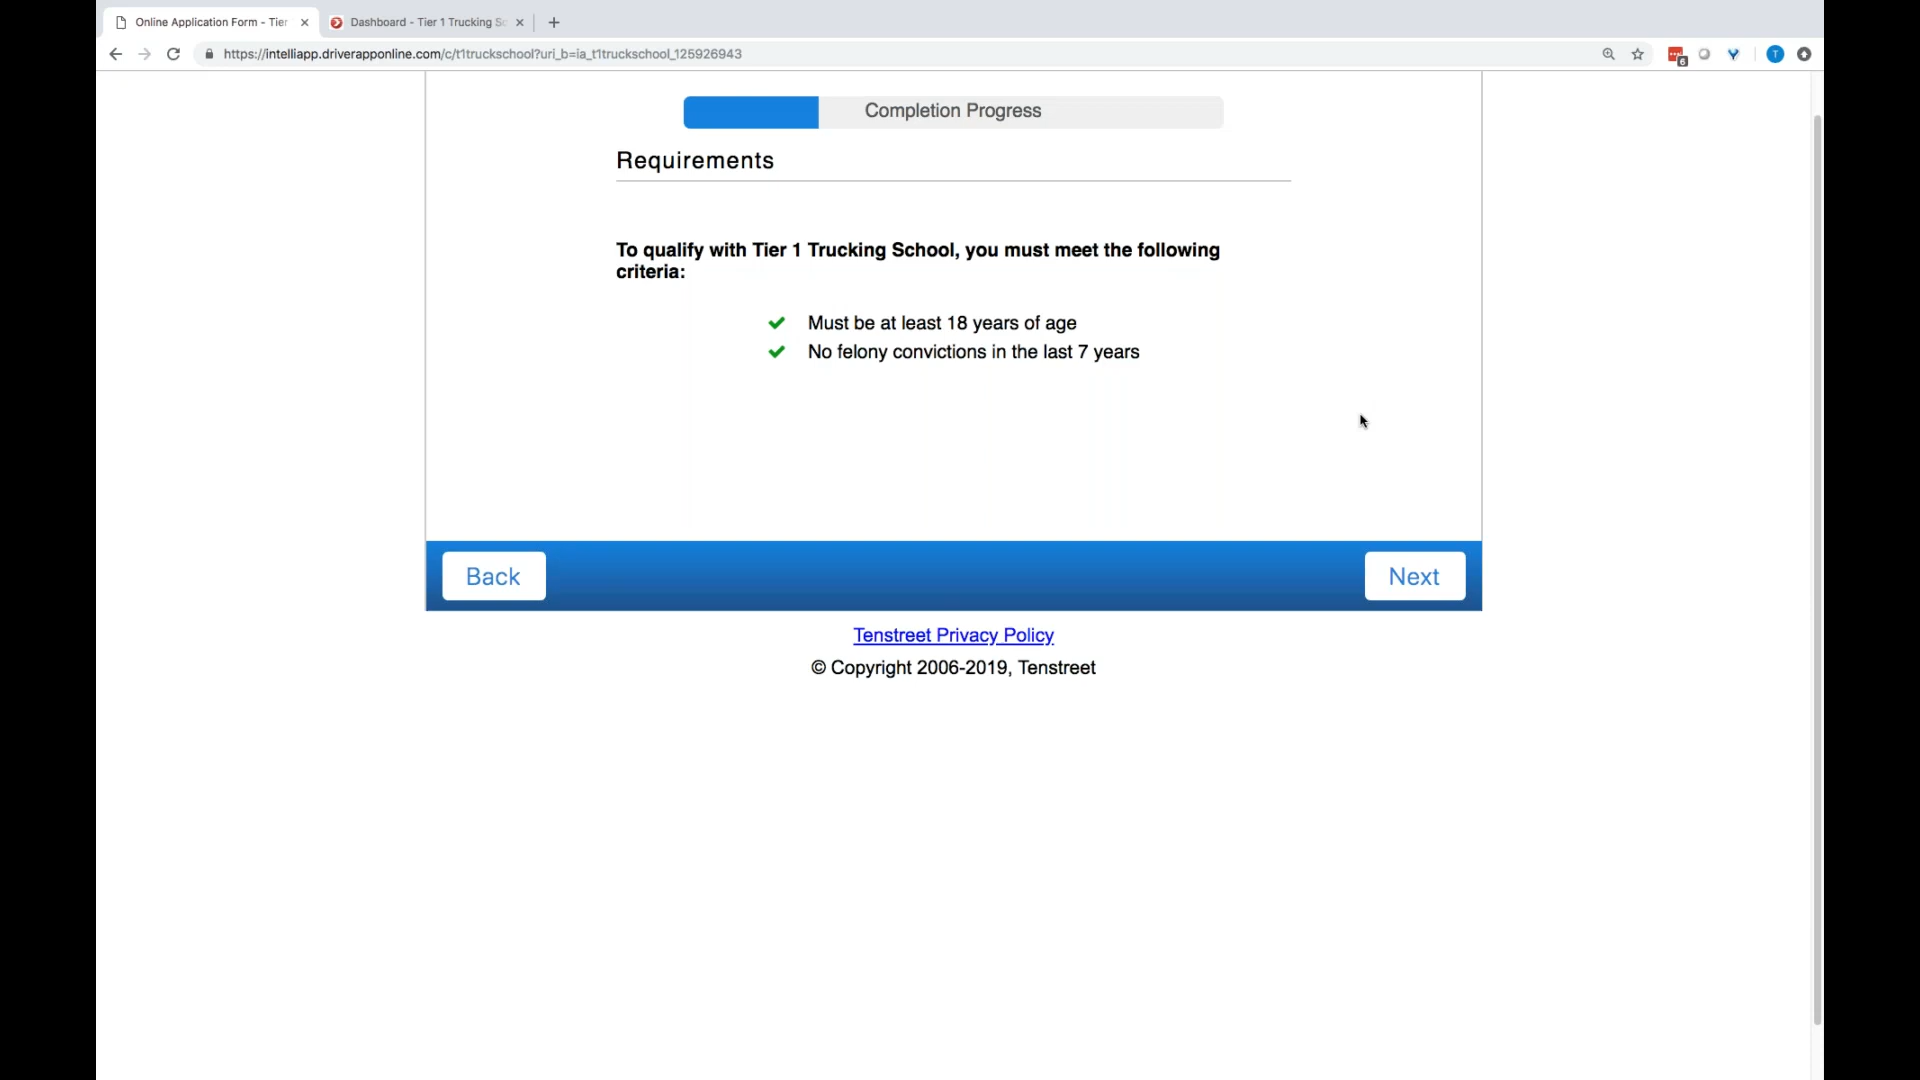 Online Application Form - Tier
Dashboard - Tier 1 Trucking Sc
https://intelliapp.driverapponline.com/c/t1truckschool?uri_b=ia_t1truckschool_125926943
6
T
Completion Progress
Requirements
To qualify with Tier 1 Trucking School, you must meet the following
criteria:
Must be at least 18 years of age
No felony convictions in the last 7 years
Back
Next
Tenstreet Privacy Policy
© Copyright 2006-2019, Tenstreet